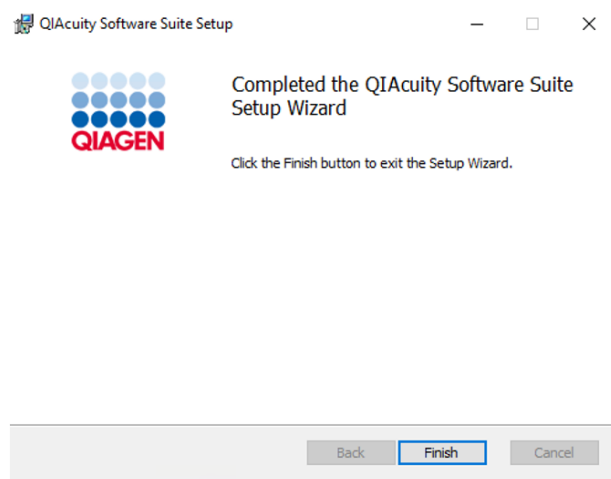 QIAcuity Software Suite Setup
QIAGEN
Completed the QIAcuity Software Suite
Setup Wizard
Click the Finish button to exit the Setup Wizard.
Back
Finish
Cancel